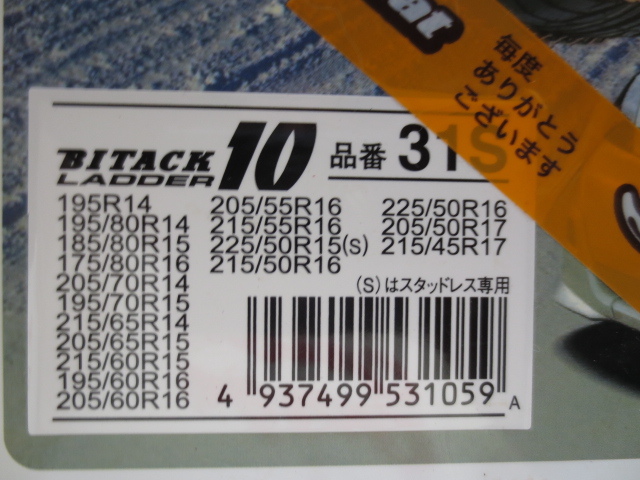 at
毎度
ありがとう
ございます
BITACK 10
LADDER
品番 31S
195R14
195/80R14
185/80R15
175/80R16
205/70R14
195/70R15
215/65R14
205/65R15
215/60R15
195/60R16
205/60R16
205/55R16
215/55R16
225/50R15(S)
215/50R16
225/50R16
205/50R17
215/45R17
(S)はスタッドレス専用
4 937499 531059 A